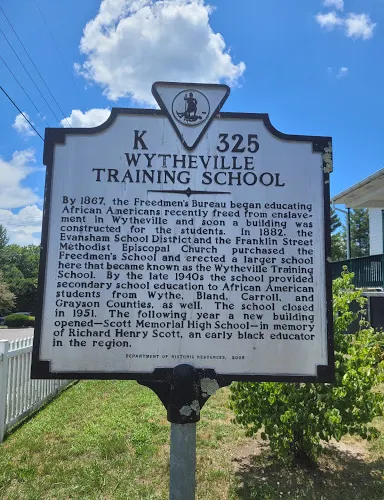 K 325
WYTHEVILLE
TRAINING SCHOOL
By 1867, the Freedmen's Bureau began educating
African Americans recently freed from enslave-
ment in Wytheville and soon a building was
constructed for the students. In 1882, the
Evansham School District and the Franklin Street
Methodist Episcopal Church purchased the
Freedmen's School and erected a larger school
here that became known as the Wytheville Training
School. By the late 1940s the school provided
secondary school education to African American
students from Wythe, Bland, Carroll, and
Grayson Counties, as well. The school closed
in 1951. The following year a new building
opened—Scott Memorial High School—in memory
of Richard Henry Scott, an early black educator
in the region.
DEPARTMENT OF HISTORIC RESOURCES, 2008